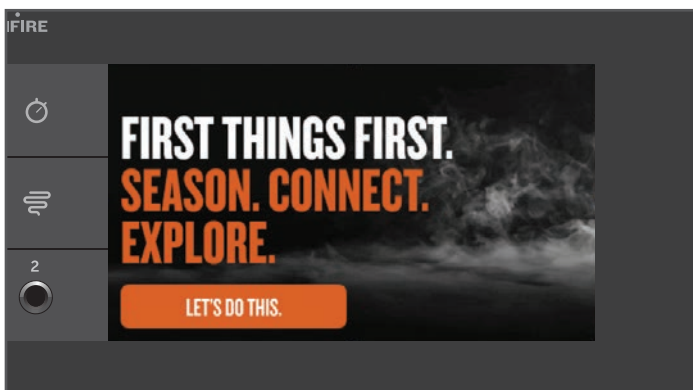 IFIRE
FIRST THINGS FIRST.
SEASON. CONNECT.
EXPLORE.
2
LET'S DO THIS.